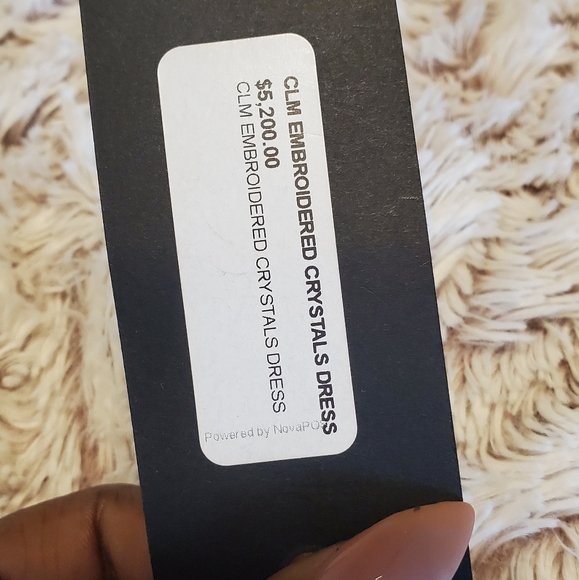 CLM EMBROIDERED CRYSTALS DRESS
$5,200.00
CLM EMBROIDERED CRYSTALS DRESS
Powered by NovaPOS